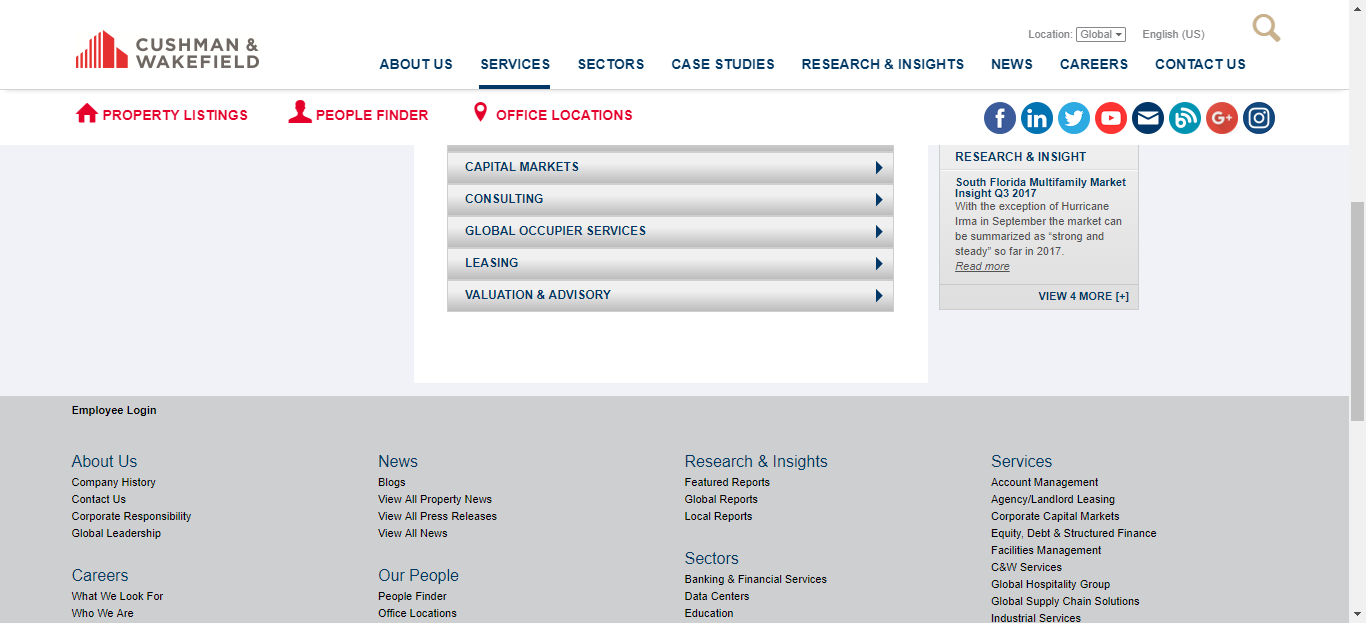 CUSHMAN &
WAKEFIELD
Location: Global English (US)
ABOUT US SERVICES SECTORS CASE STUDIES RESEARCH & INSIGHTS NEWS CAREERS CONTACT US
PROPERTY LISTINGS PEOPLE FINDER OFFICE LOCATIONS
f in G+
CAPITAL MARKETS
CONSULTING
GLOBAL OCCUPIER SERVICES
LEASING
VALUATION & ADVISORY
RESEARCH & INSIGHT
South Florida Multifamily Market
Insight Q3 2017
With the exception of Hurricane
Irma in September the market can
be summarized as “strong and
steady” so far in 2017.
Read more
VIEW 4 MORE [+]
Employee Login
About Us
Company History
Contact Us
Corporate Responsibility
Global Leadership
Careers
What We Look For
Who We Are
News
Blogs
View All Property News
View All Press Releases
View All News
Our People
People Finder
Office Locations
Research & Insights
Featured Reports
Global Reports
Local Reports
Sectors
Banking & Financial Services
Data Centers
Education
Services
Account Management
Agency/Landlord Leasing
Corporate Capital Markets
Equity, Debt & Structured Finance
Facilities Management
C&W Services
Global Hospitality Group
Global Supply Chain Solutions
Industrial Services